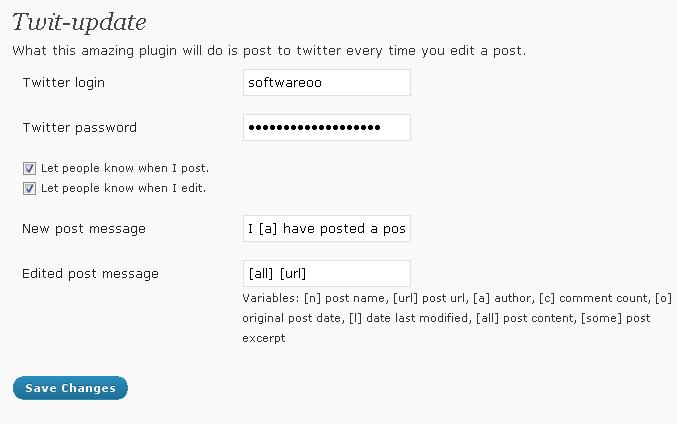 Twit-update
What this amazing plugin will do is post to twitter every time you edit a post.
Twitter login softwareoo
Twitter password •••••••••••••••••••
Let people know when I post.
Let people know when I edit.
New post message I [a] have posted a pos
Edited post message [all] [url]
Variables: [n] post name, [url] post url, [a] author, [c] comment count, [o]
original post date, [l] date last modified, [all] post content, [some] post
excerpt
Save Changes